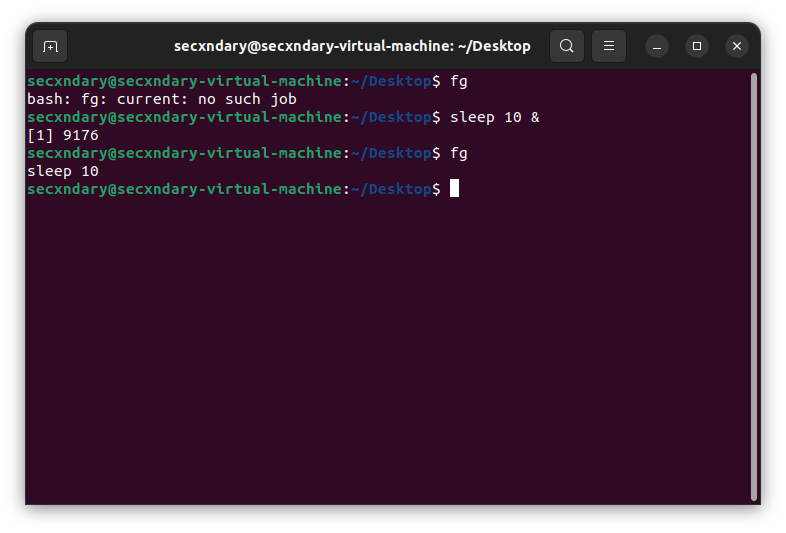 secxndary@secxndary-virtual-machine: ~/Desktop
secxndary@secxndary-virtual-machine:~/Desktop$ fg
bash: fg: current: no such job
secxndary@secxndary-virtual-machine:~/Desktop$ sleep 10 &
[1] 9176
secxndary@secxndary-virtual-machine:~/Desktop$ fg
sleep 10
secxndary@secxndary-virtual-machine:~/Desktop$